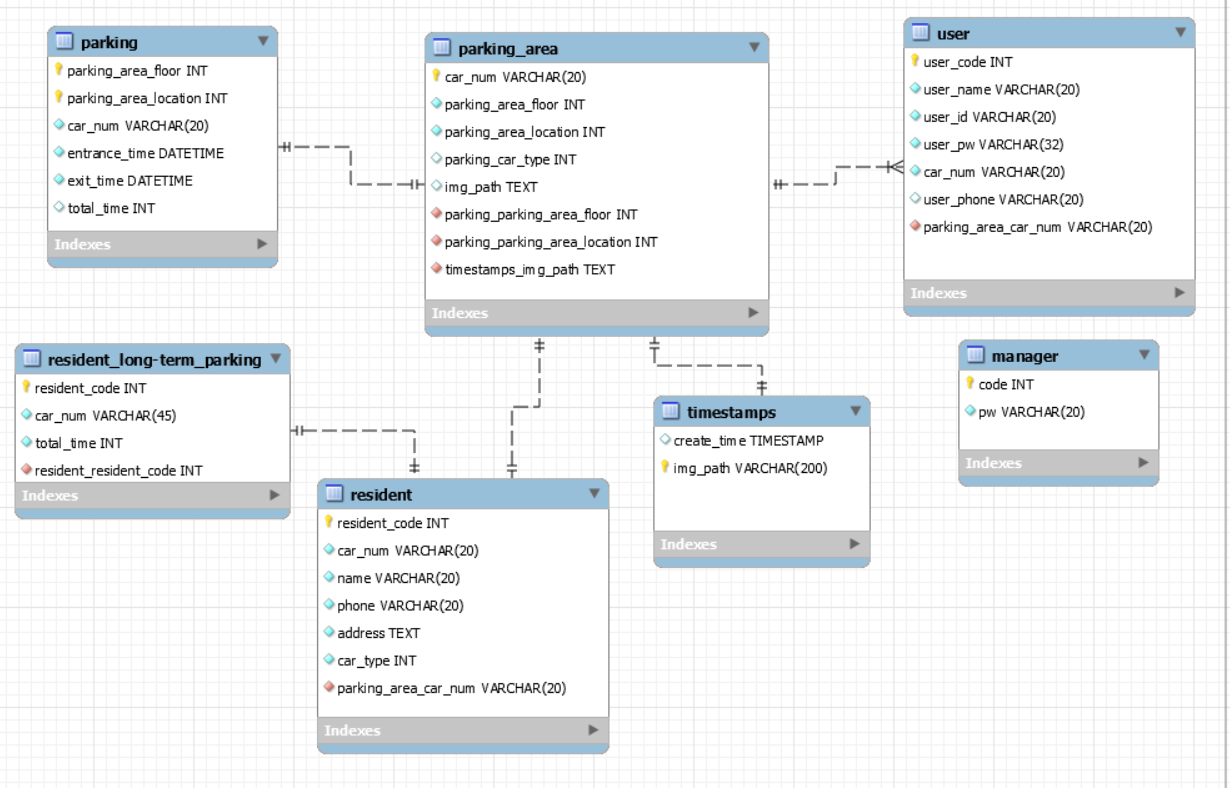 parking
parking_area_floor INT
parking_area_location INT
car_num VARCHAR(20)
entrance_time DATETIME
exit_time DATETIME
total_time INT
Indexes
parking_area
car_num VARCHAR(20)
parking_area_floor INT
parking_area_location INT
parking_car_type INT
img_path TEXT
parking_parking_area_floor INT
parking_parking_area_location INT
timestamps_img_path TEXT
Indexes
user
user_code INT
user_name VARCHAR(20)
user_id VARCHAR(20)
user_pw VARCHAR(32)
car_num VARCHAR(20)
user_phone VARCHAR(20)
parking_area_car_num VARCHAR(20)
Indexes
resident_long-term_parking
resident_code INT
car_num VARCHAR(45)
total_time INT
resident_resident_code INT
Indexes
resident
resident_code INT
car_num VARCHAR(20)
name VARCHAR(20)
phone VARCHAR(20)
address TEXT
car_type INT
parking_area_car_num VARCHAR(20)
Indexes
timestamps
create_time TIMESTAMP
img_path VARCHAR(200)
Indexes
manager
code INT
pw VARCHAR(20)
Indexes